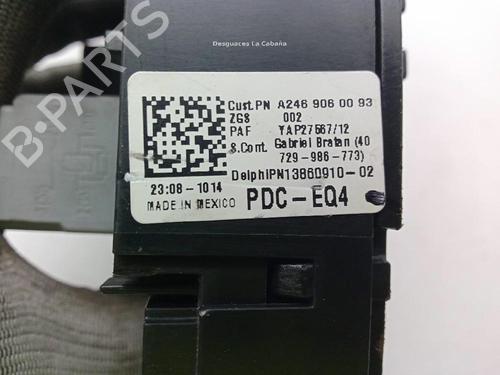 Desguaces La Cabaña
Cust.PN A246 906 00 93
ZGS 002
PAF YAP27567/12
S.Cont. Gabriel Bratan (40
729-986-773)
DelphiPN13860910-02
23:08-1014 PDC-EQ4
MADE IN MEXICO
B-PARTS